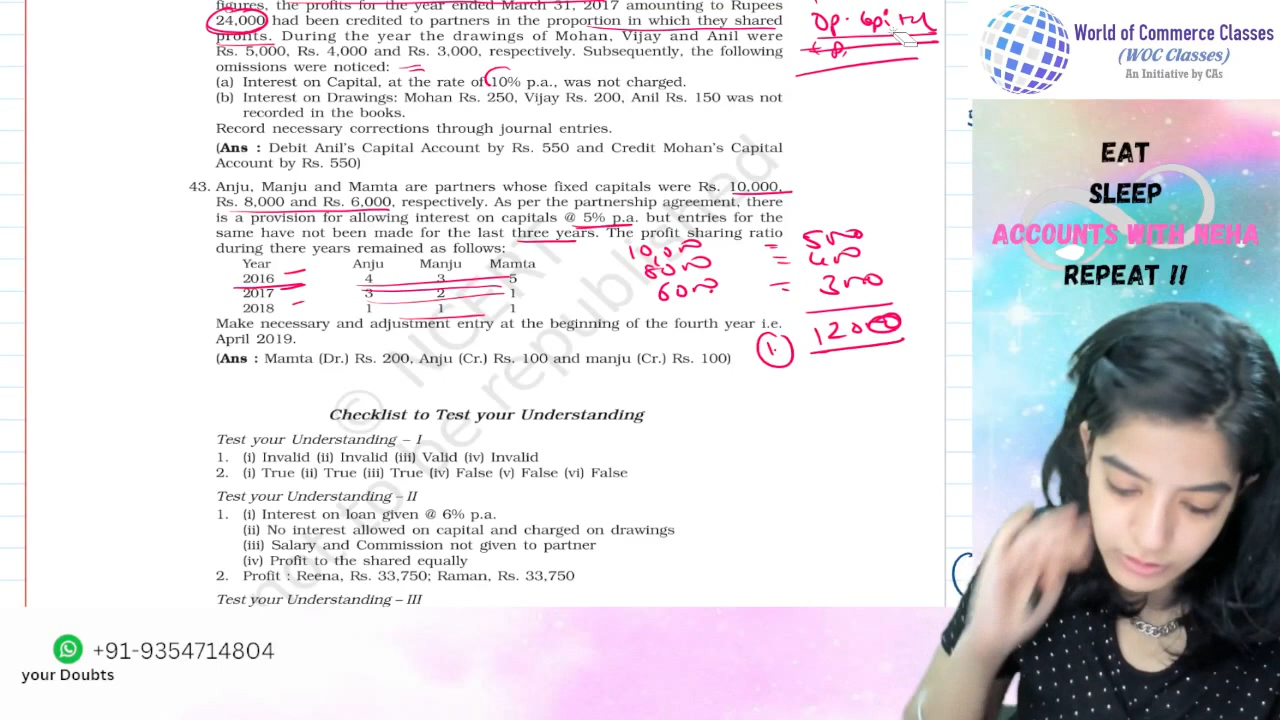 figures, the profits for the year ended March 31, 2017 amounting to Rupees
24,000 had been credited to partners in the proportion in which they shared
profits. During the year the drawings of Mohan, Vijay and Anil were
Rs. 5,000, Rs. 4,000 and Rs. 3,000, respectively. Subsequently, the following
omissions were noticed:
(a) Interest on Capital, at the rate of 10% p.a., was not charged.
(b) Interest on Drawings: Mohan Rs. 250, Vijay Rs. 200, Anil Rs. 150 was not
recorded in the books.
Record necessary corrections through journal entries.
(Ans : Debit Anil's Capital Account by Rs. 550 and Credit Mohan's Capital
Account by Rs. 550)
43. Anju, Manju and Mamta are partners whose fixed capitals were Rs. 10,000,
Rs. 8,000 and Rs. 6,000, respectively. As per the partnership agreement, there
is a provision for allowing interest on capitals @ 5% p.a. but entries for the
same have not been made for the last three years. The profit sharing ratio
during there years remained as follows:
Year Anju Manju Mamta
2016 4 3 5
2017 3 2 1
2018 1 1 1
Make necessary and adjustment entry at the beginning of the fourth year i.e.
April 2019.
(Ans : Mamta (Dr.) Rs. 200, Anju (Cr.) Rs. 100 and manju (Cr.) Rs. 100)
10,000 = 500
8000 = 400
6000 = 300
1200
1.
Op. Capital
Checklist to Test your Understanding
Test your Understanding – I
1. (i) Invalid (ii) Invalid (iii) Valid (iv) Invalid
2. (i) True (ii) True (iii) True (iv) False (v) False (vi) False
Test your Understanding – II
1. (i) Interest on loan given @ 6% p.a.
(ii) No interest allowed on capital and charged on drawings
(iii) Salary and Commission not given to partner
(iv) Profit to the shared equally
2. Profit : Reena, Rs. 33,750; Raman, Rs. 33,750
Test your Understanding – III
© NCERT
not to be republished
World of Commerce Classes
(WOC Classes)
An Initiative by CAs
EAT
SLEEP
ACCOUNTS WITH NEHA
REPEAT !!
+91-9354714804
your Doubts